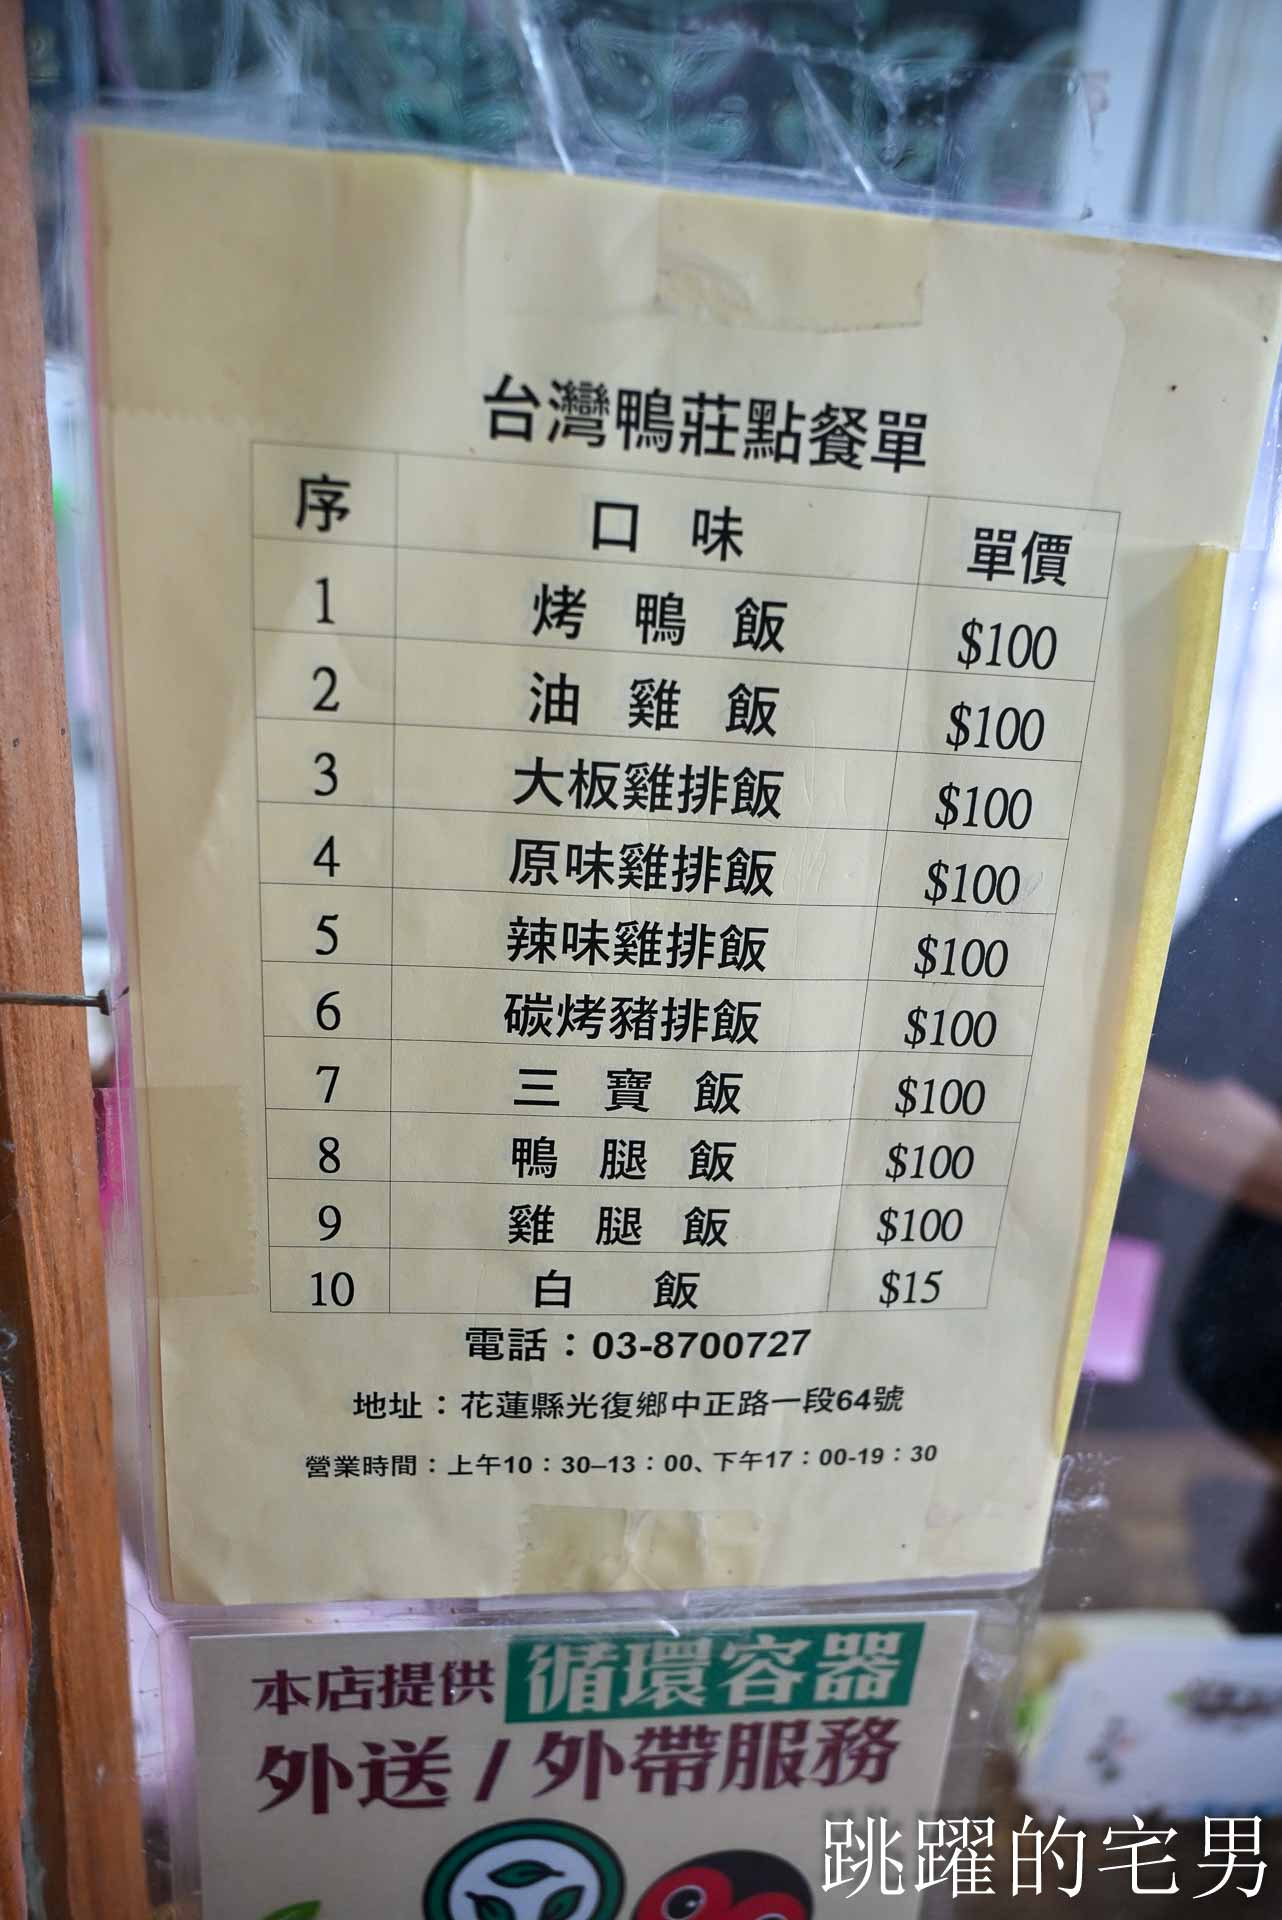 台灣鴨莊點餐單
序 口味 單價
1 烤鴨飯 $100
2 油雞飯 $100
3 大板雞排飯 $100
4 原味雞排飯 $100
5 辣味雞排飯 $100
6 碳烤豬排飯 $100
7 三寶飯 $100
8 鴨腿飯 $100
9 雞腿飯 $100
10 白飯 $15
電話：03-8700727
地址：花蓮縣光復鄉中正路一段64號
營業時間：上午10：30–13：00、下午17：00-19：30
本店提供 循環容器
外送/外帶服務
跳躍的宅男